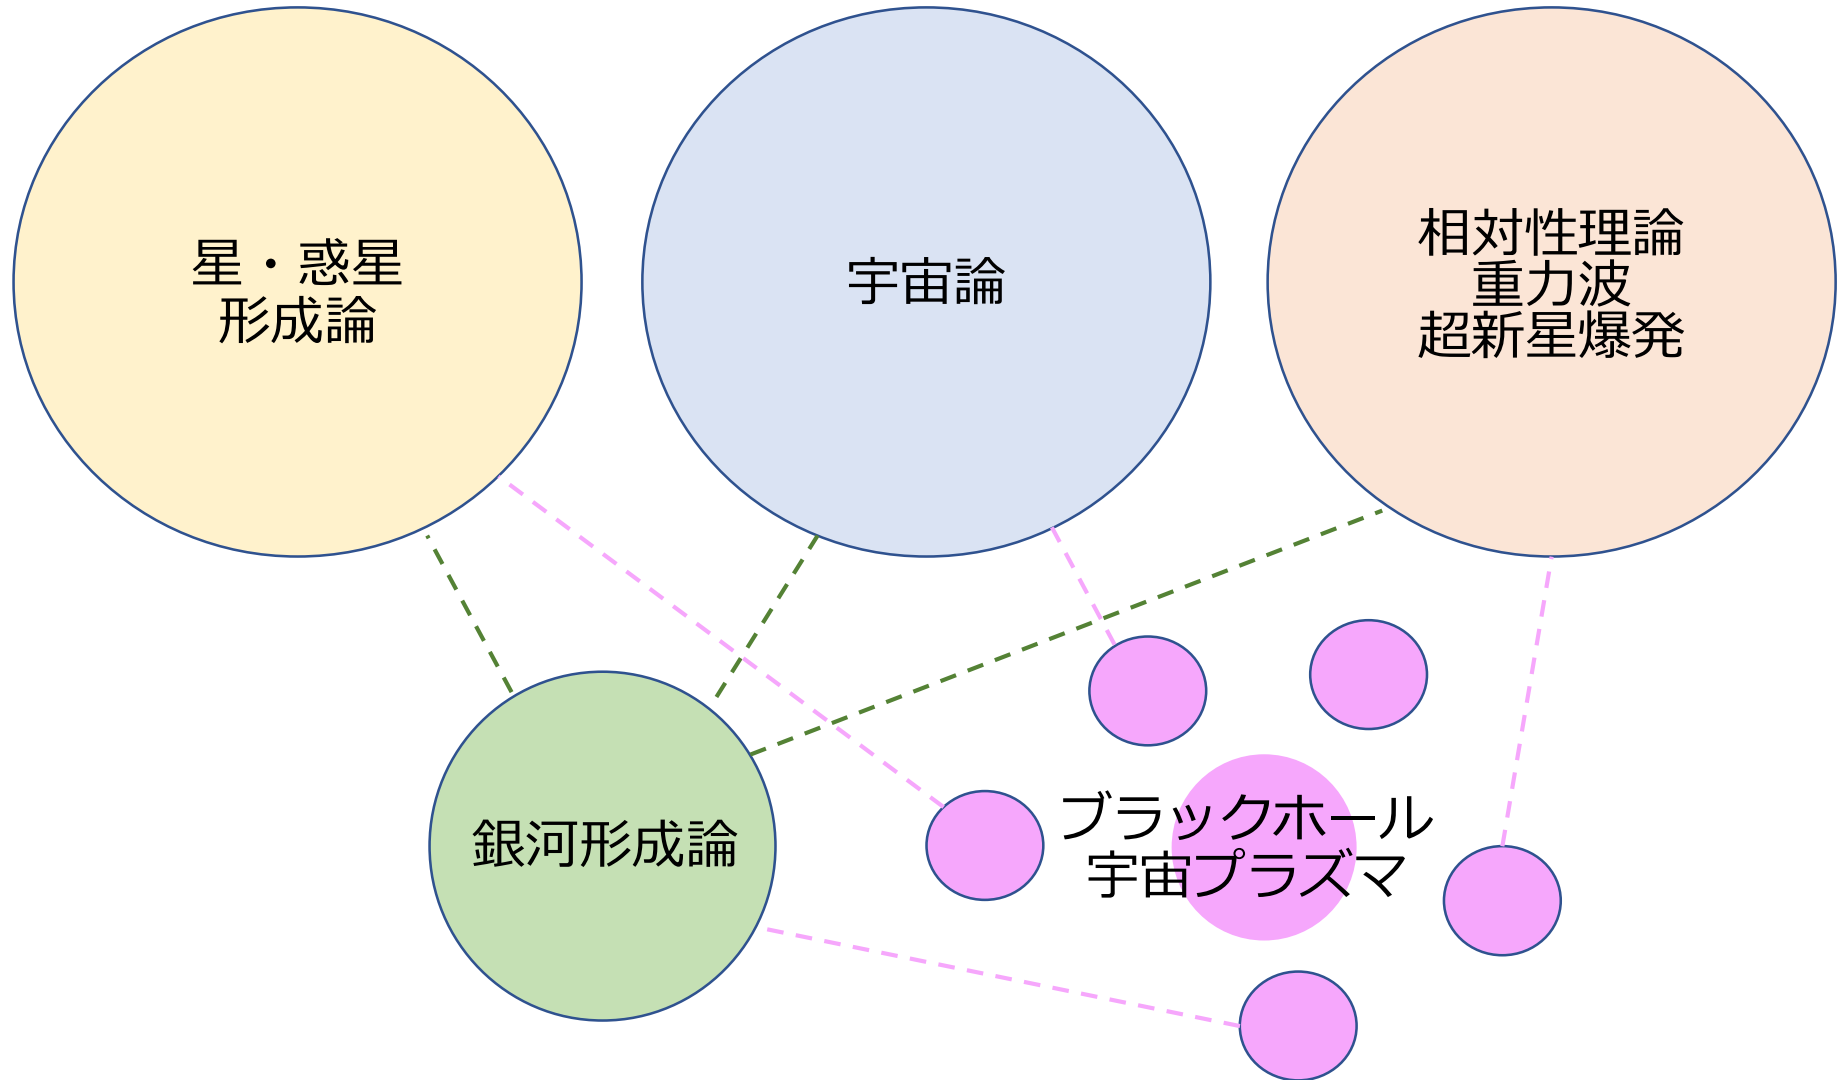 星・惑星
形成論
宇宙論
相対性理論
重力波
超新星爆発
銀河形成論
ブラックホール
宇宙プラズマ